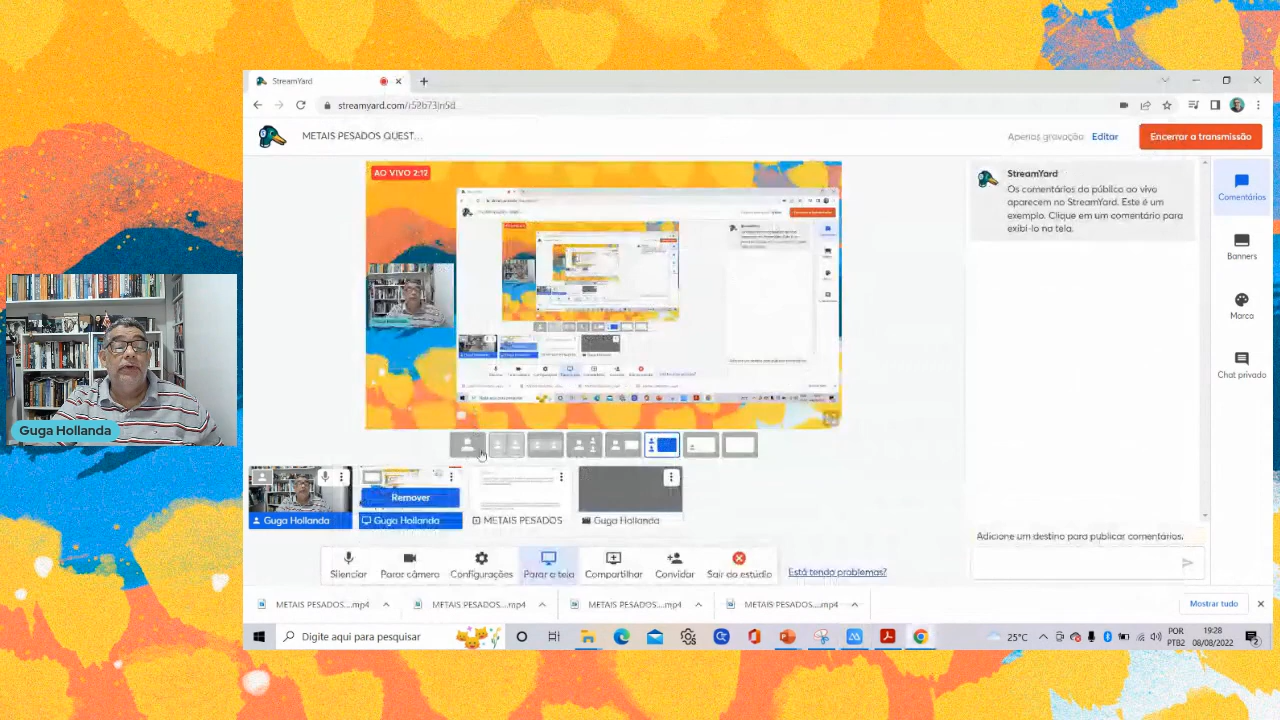 StreamYard
METAIS PESADOS QUEST...
Apenas gravação Editar
Encerrar a transmissão
AO VIVO 2:12
StreamYard
Os comentários do público ao vivo
aparecem no StreamYard. Este é um
exemplo. Clique em um comentário para
exibi-lo na tela.
Comentários
Banners
Marca
Chat privado
Guga Hollanda
Remover
Guga Hollanda
Guga Hollanda
METAIS PESADOS
Guga Hollanda
Adicione um destino para publicar comentários.
Silenciar
Parar câmera
Configurações
Parar a tela
Compartilhar
Convidar
Sair do estúdio
Está tendo problemas?
METAIS PESADOS....mp4
METAIS PESADOS....mp4
METAIS PESADOS....mp4
METAIS PESADOS....mp4
Mostrar tudo
Digite aqui para pesquisar
25°C
POR
PTB2
19:28
08/08/2022